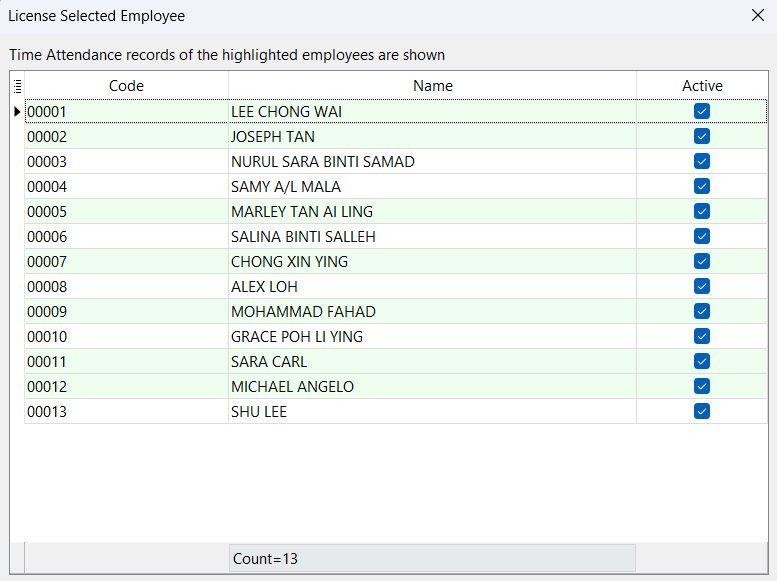 License Selected Employee
Time Attendance records of the highlighted employees are shown
Code Name Active
00001 LEE CHONG WAI
00002 JOSEPH TAN
00003 NURUL SARA BINTI SAMAD
00004 SAMY A/L MALA
00005 MARLEY TAN AI LING
00006 SALINA BINTI SALLEH
00007 CHONG XIN YING
00008 ALEX LOH
00009 MOHAMMAD FAHAD
00010 GRACE POH LI YING
00011 SARA CARL
00012 MICHAEL ANGELO
00013 SHU LEE
Count=13